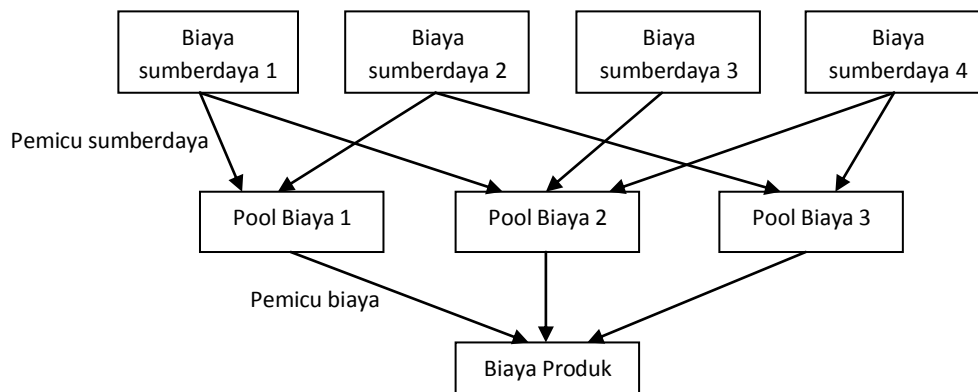 Biaya
sumberdaya 1
Biaya
sumberdaya 2
Biaya
sumberdaya 3
Biaya
sumberdaya 4
Pemicu sumberdaya
Pool Biaya 1
Pool Biaya 2
Pool Biaya 3
Pemicu biaya
Biaya Produk